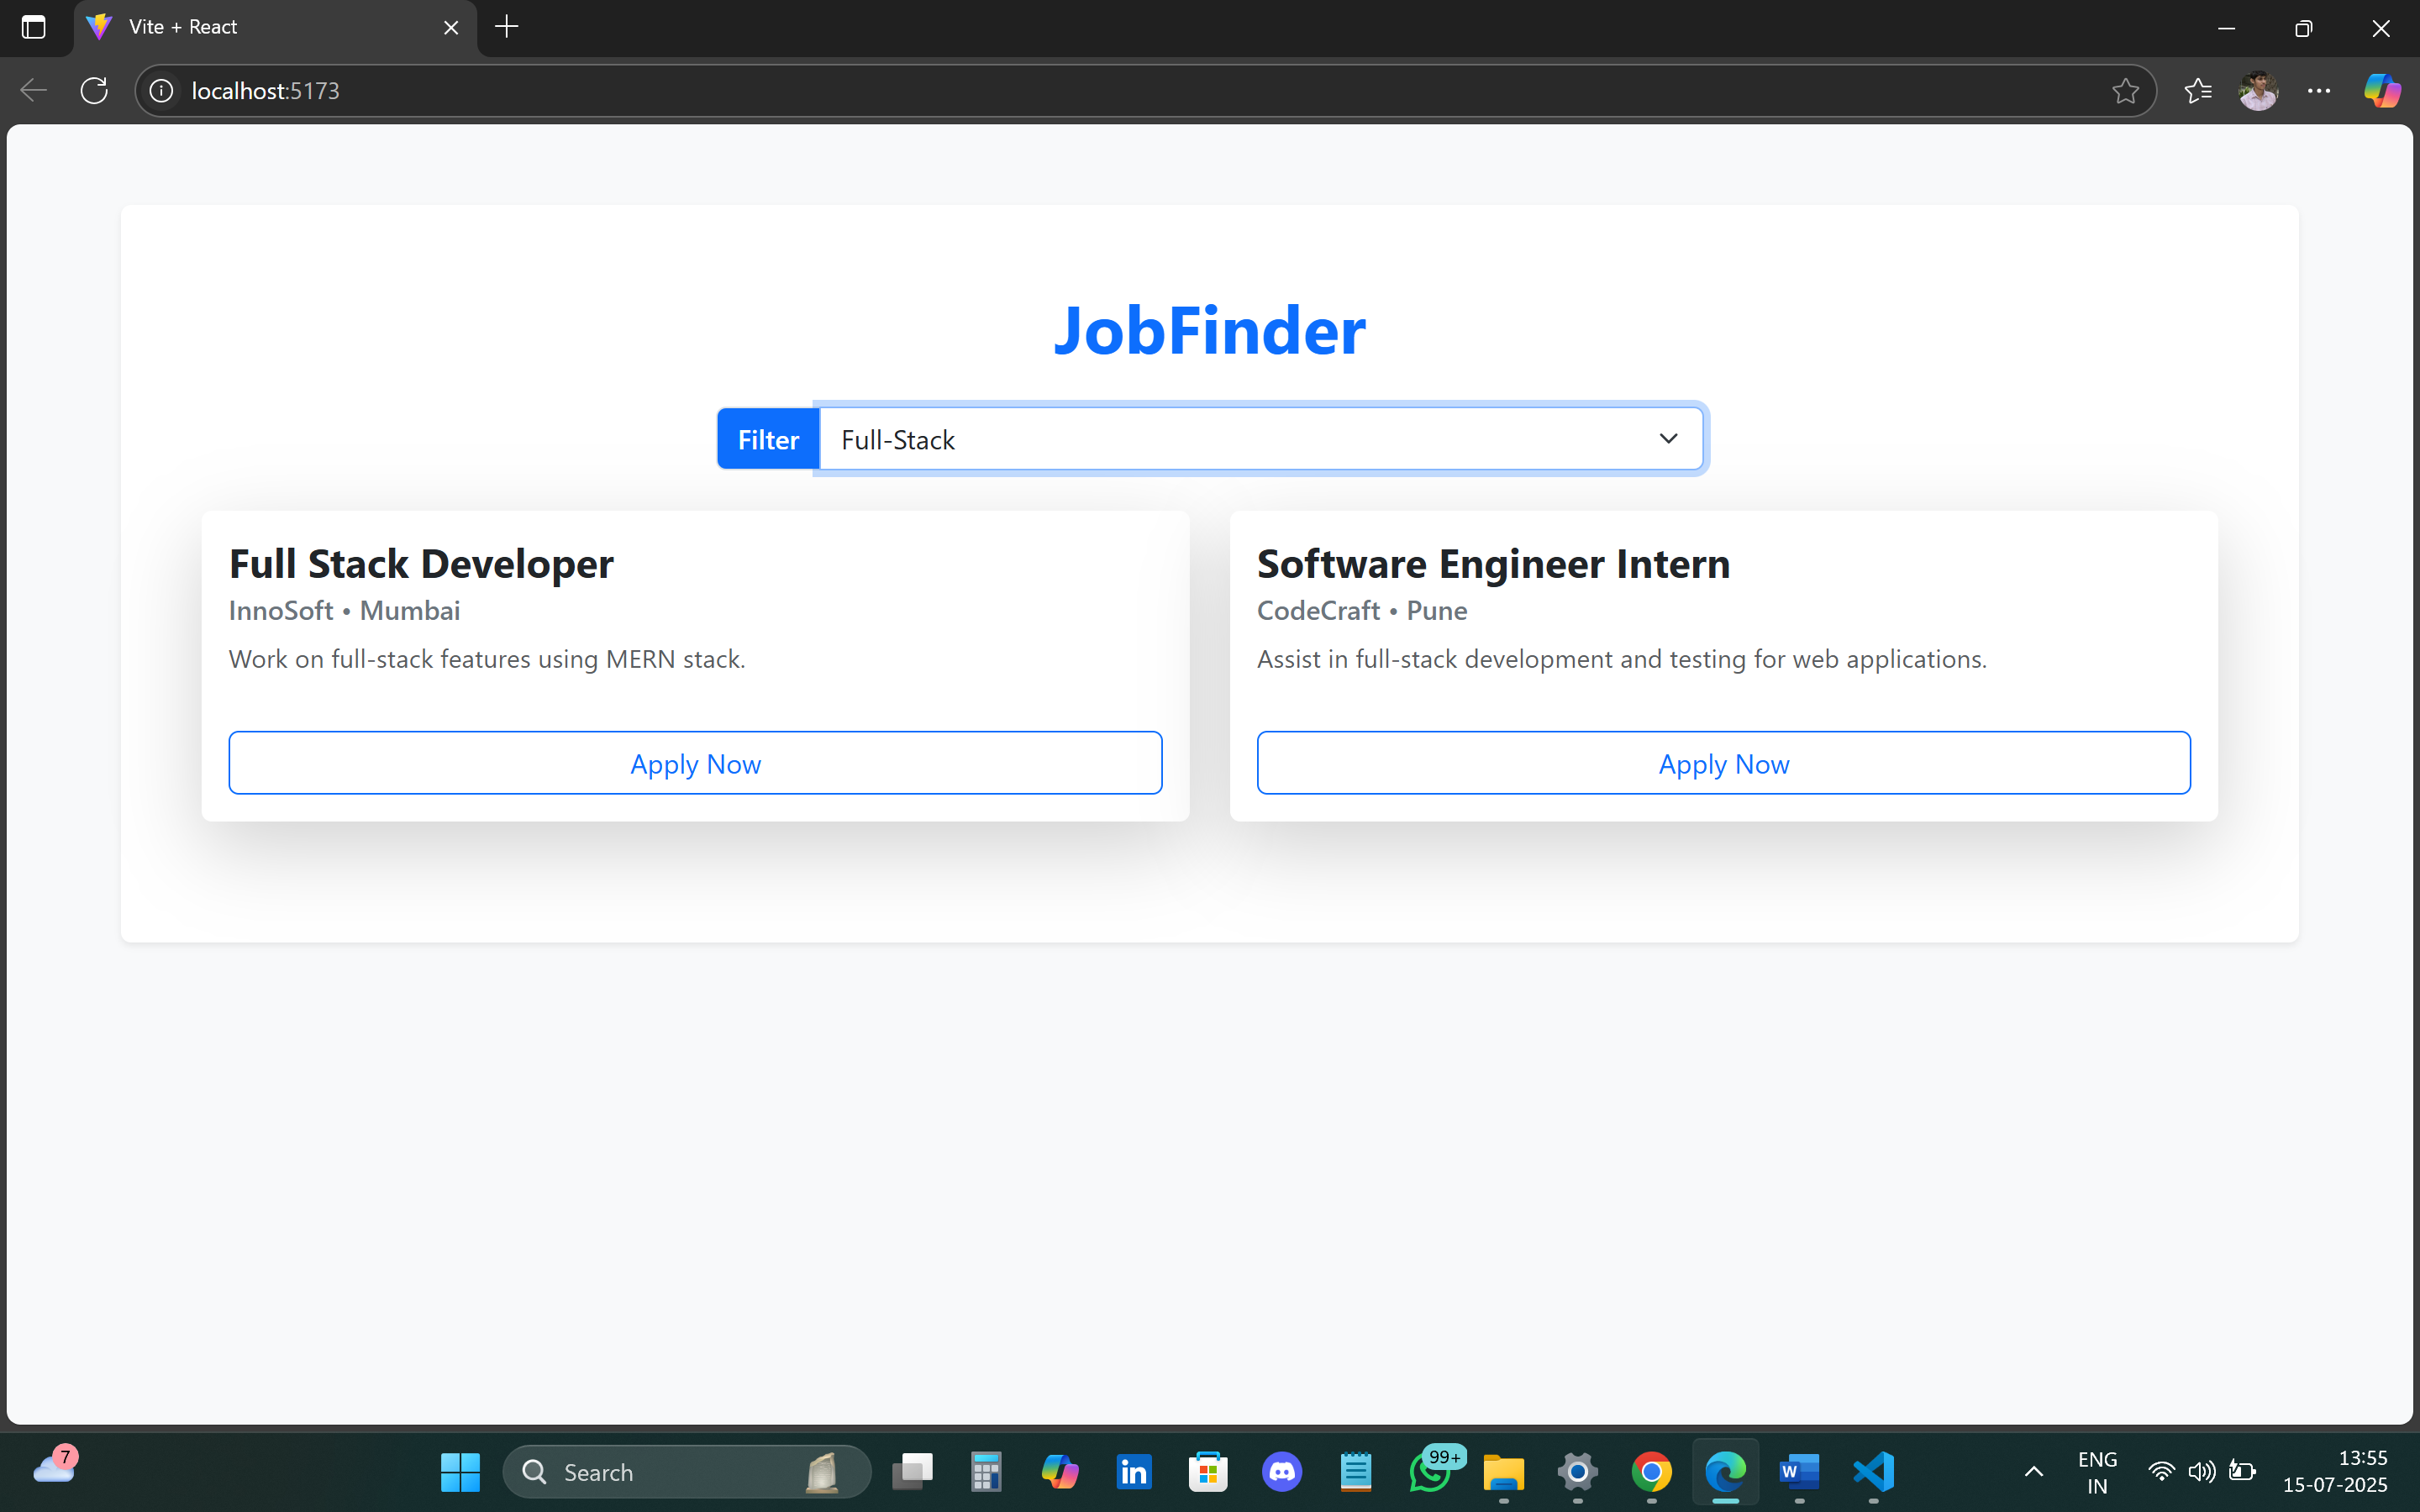 Vite + React
localhost:5173
JobFinder
Filter
Full-Stack
Full Stack Developer
InnoSoft • Mumbai
Work on full-stack features using MERN stack.
Apply Now
Software Engineer Intern
CodeCraft • Pune
Assist in full-stack development and testing for web applications.
Apply Now
7
Search
in
99+
W
ENG
IN
13:55
15-07-2025